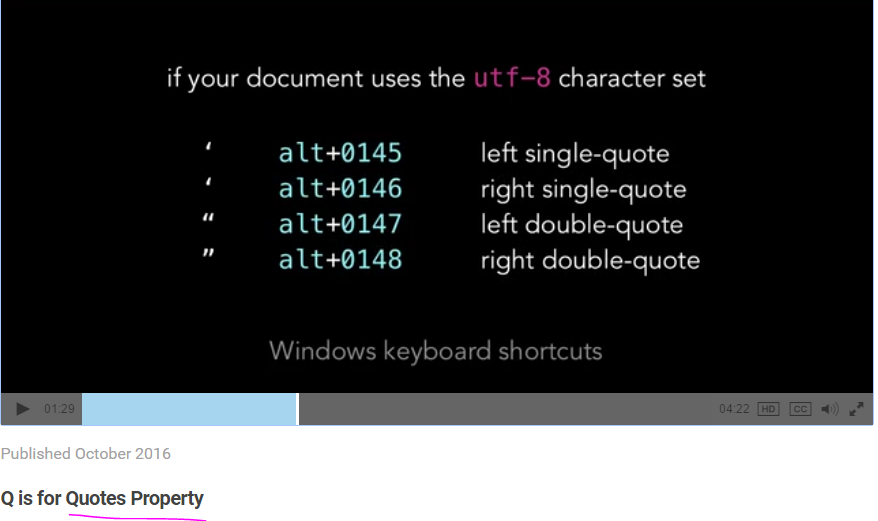 if your document uses the utf-8 character set
‘ alt+0145 left single-quote
‘ alt+0146 right single-quote
“ alt+0147 left double-quote
” alt+0148 right double-quote
Windows keyboard shortcuts
01:29 04:22 HD CC
Published October 2016
Q is for Quotes Property